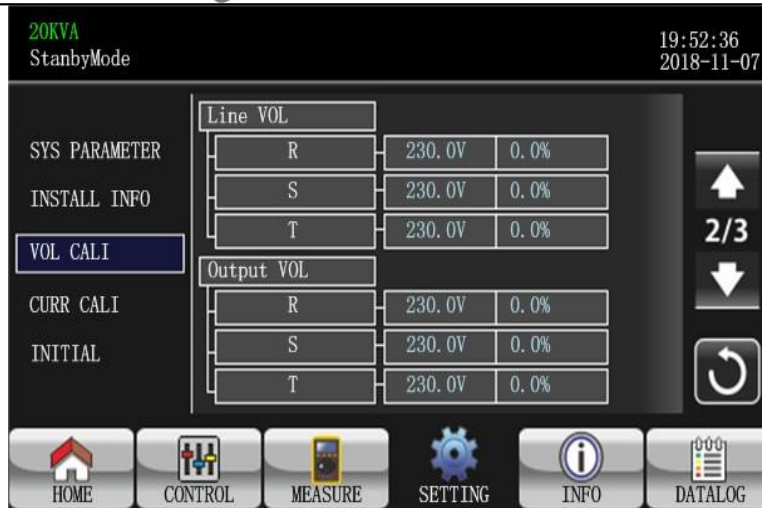 20KVA
StanbyMode
19:52:36
2018-11-07
SYS PARAMETER
INSTALL INFO
VOL CALI
CURR CALI
INITIAL
Line VOL
R 230.0V 0.0%
S 230.0V 0.0%
T 230.0V 0.0%
Output VOL
R 230.0V 0.0%
S 230.0V 0.0%
T 230.0V 0.0%
2/3
HOME CONTROL MEASURE SETTING INFO DATALOG